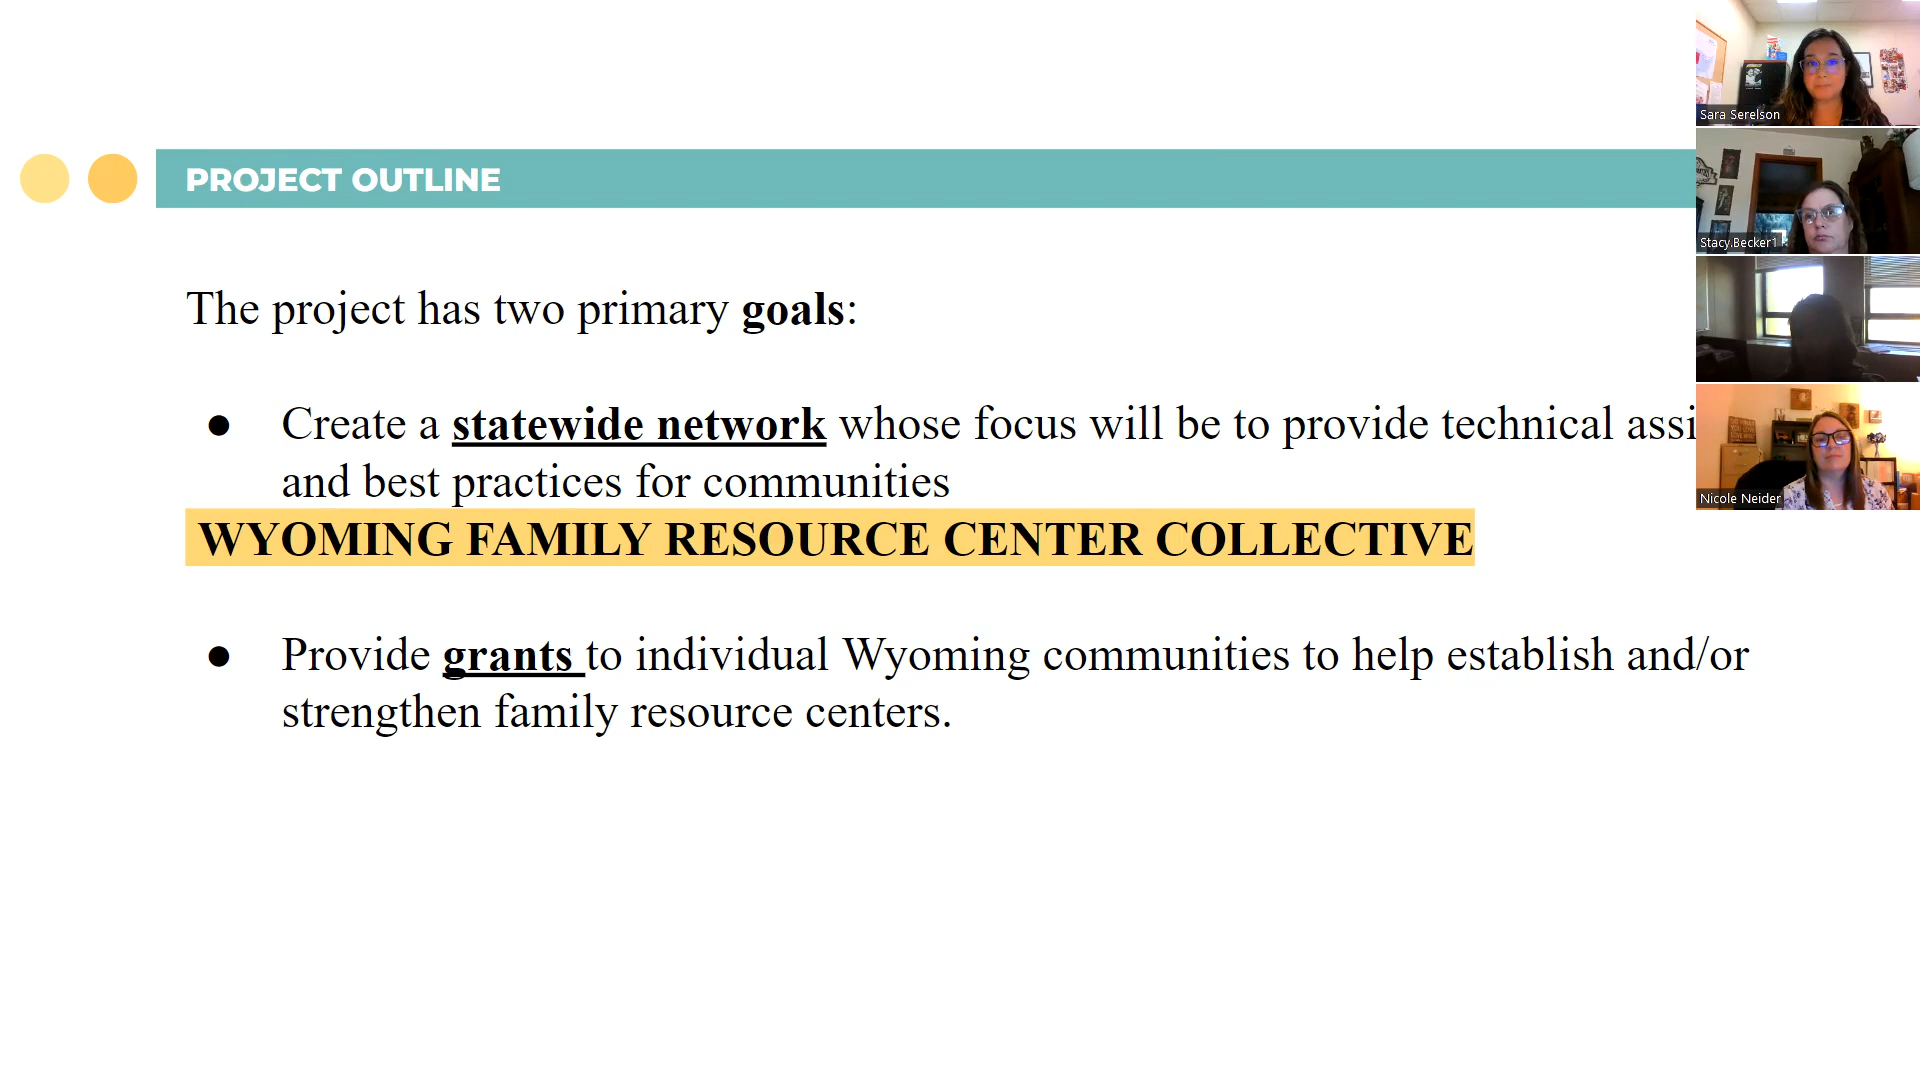 PROJECT OUTLINE
The project has two primary goals:
● Create a statewide network whose focus will be to provide technical assi
and best practices for communities
WYOMING FAMILY RESOURCE CENTER COLLECTIVE
● Provide grants to individual Wyoming communities to help establish and/or
strengthen family resource centers.
Sara Serelson
Stacy.Becker1
Nicole Neider